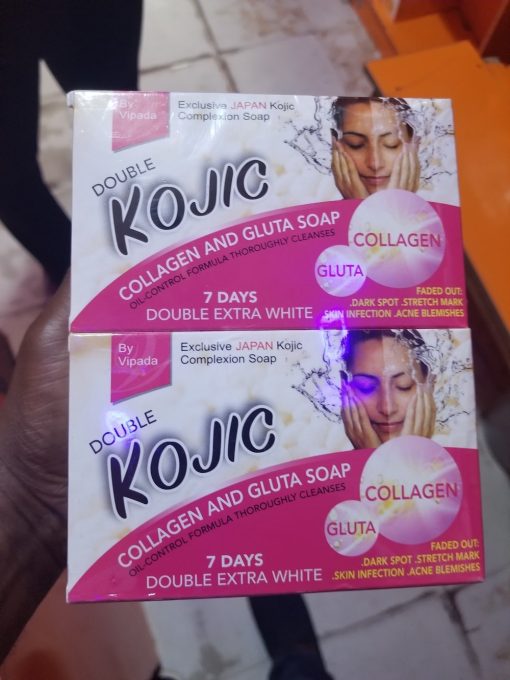 By
Vipada
Exclusive JAPAN Kojic
Complexion Soap
DOUBLE
KOJIC
COLLAGEN AND GLUTA SOAP
OIL-CONTROL FORMULA THOROUGHLY CLEANSES
COLLAGEN
GLUTA
7 DAYS
DOUBLE EXTRA WHITE
FADED OUT:
.DARK SPOT .STRETCH MARK
.SKIN INFECTION .ACNE BLEMISHES
By
Vipada
Exclusive JAPAN Kojic
Complexion Soap
DOUBLE
KOJIC
COLLAGEN AND GLUTA SOAP
OIL-CONTROL FORMULA THOROUGHLY CLEANSES
COLLAGEN
GLUTA
7 DAYS
DOUBLE EXTRA WHITE
FADED OUT:
.DARK SPOT .STRETCH MARK
.SKIN INFECTION .ACNE BLEMISHES